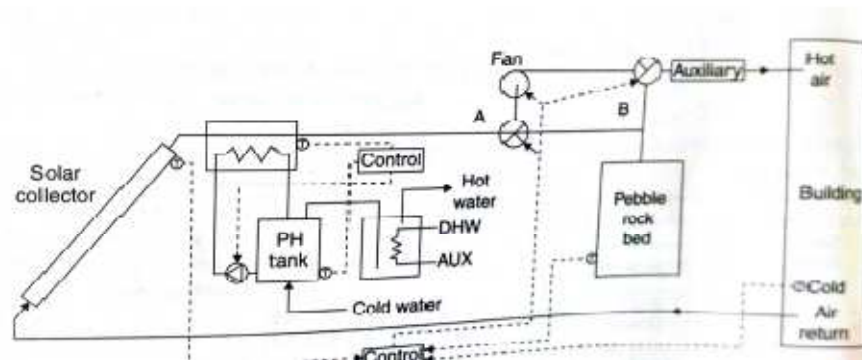 Fan
Auxiliary
Hot
air
A
B
Solar
collector
Control
Hot
water
Pebble
rock
bed
Building
PH
tank
DHW
AUX
Cold water
Cold
Air
return
Control
T
T
T